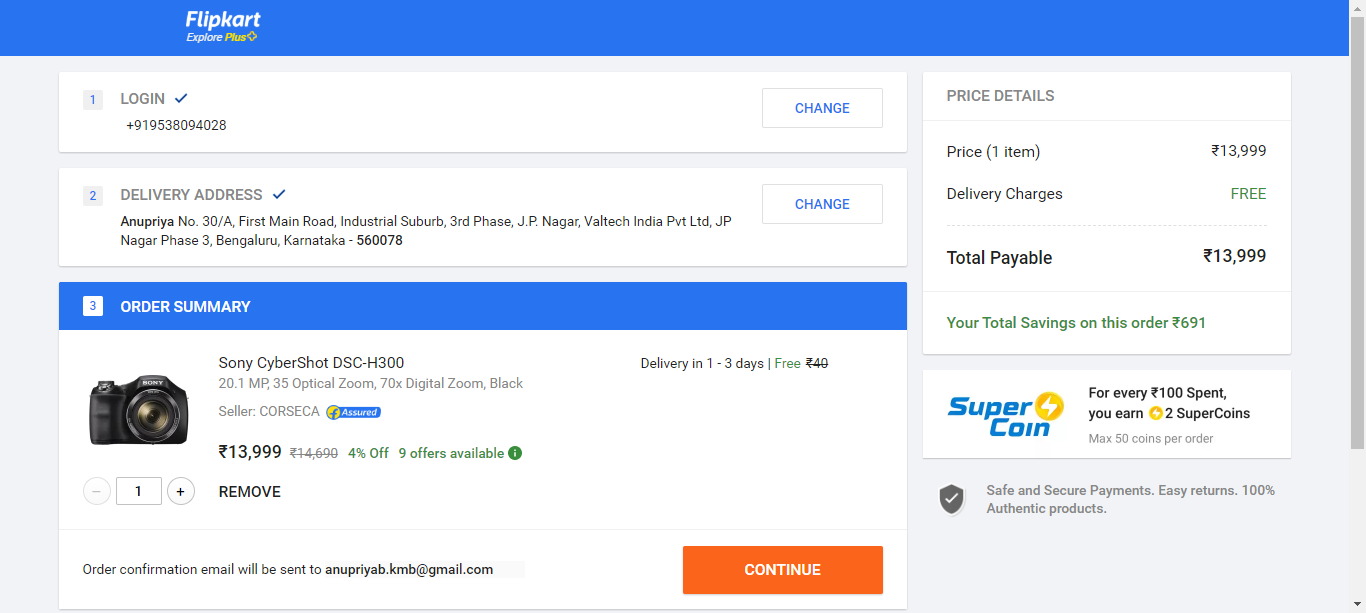 Flipkart
Explore Plus
1 LOGIN
+919538094028
CHANGE
2 DELIVERY ADDRESS
Anupriya No. 30/A, First Main Road, Industrial Suburb, 3rd Phase, J.P. Nagar, Valtech India Pvt Ltd, JP
Nagar Phase 3, Bengaluru, Karnataka - 560078
CHANGE
3 ORDER SUMMARY
SONY
Sony CyberShot DSC-H300
20.1 MP, 35 Optical Zoom, 70x Digital Zoom, Black
Seller: CORSECA Assured
₹13,999 ₹14,690 4% Off 9 offers available
Delivery in 1 - 3 days | Free ₹40
− 1 + REMOVE
Order confirmation email will be sent to anupriyab.kmb@gmail.com
CONTINUE
PRICE DETAILS
Price (1 item) ₹13,999
Delivery Charges FREE
Total Payable ₹13,999
Your Total Savings on this order ₹691
Super
Coin
For every ₹100 Spent,
you earn 2 SuperCoins
Max 50 coins per order
Safe and Secure Payments. Easy returns. 100%
Authentic products.